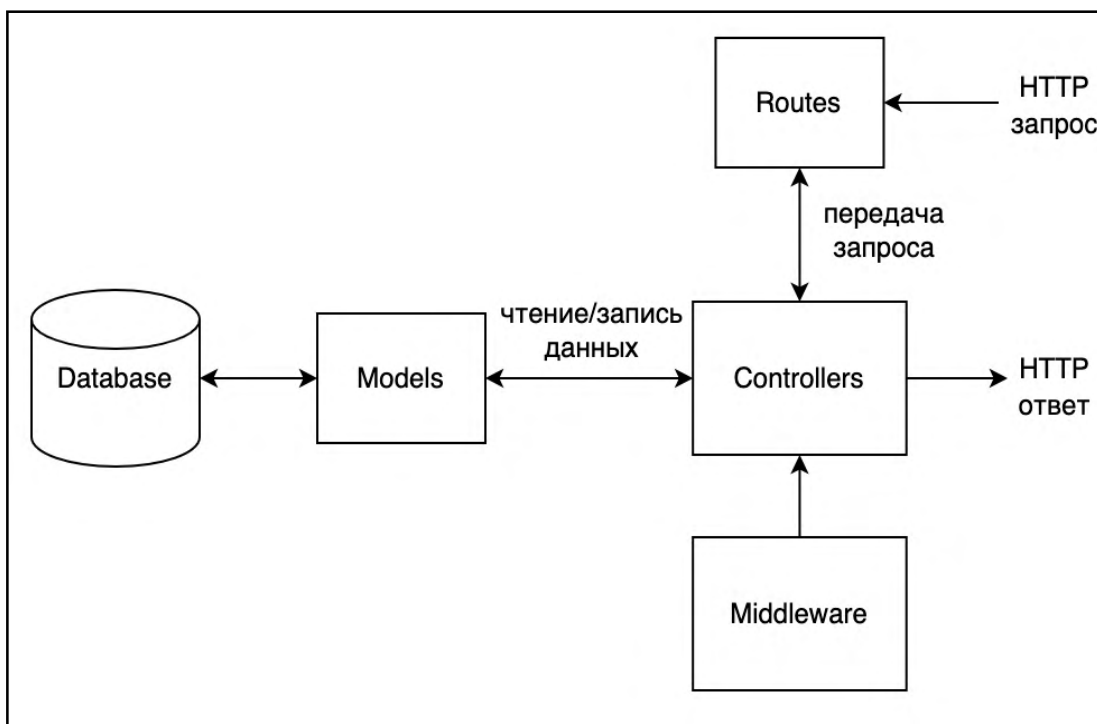 Routes
HTTP
запрос
передача
запроса
Database
Models
чтение/запись
данных
Controllers
HTTP
ответ
Middleware